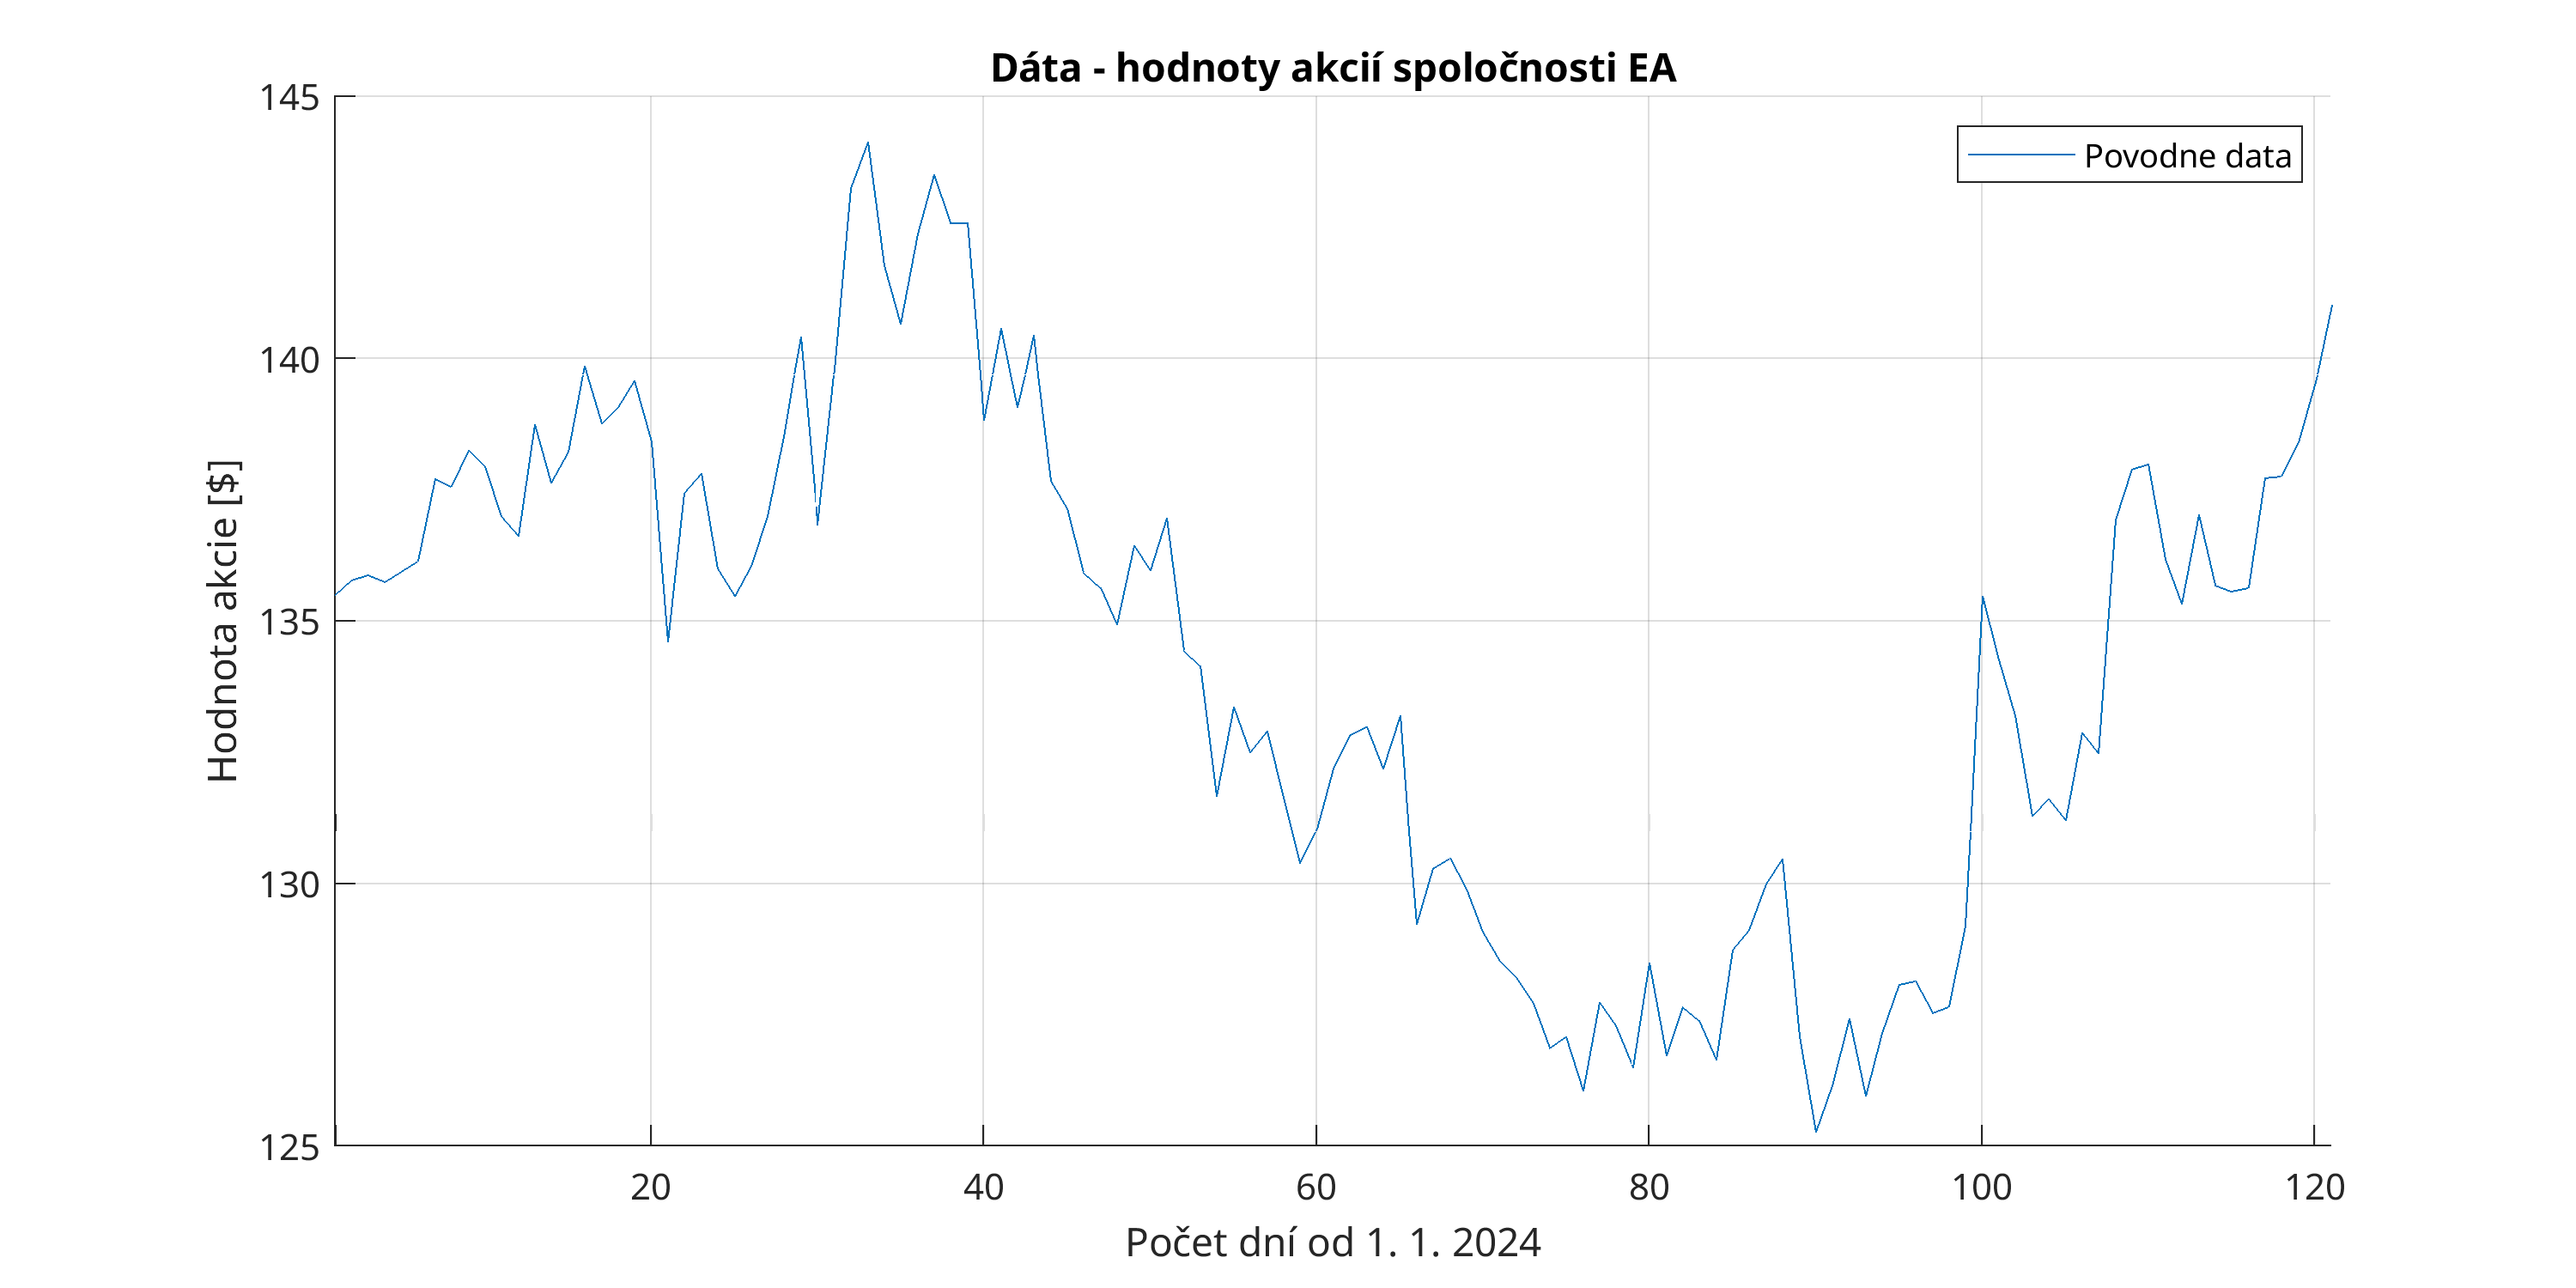 Dáta - hodnoty akcií spoločnosti EA
145
140
135
130
125
Hodnota akcie [$]
Povodne data
20 40 60 80 100 120
Počet dní od 1. 1. 2024